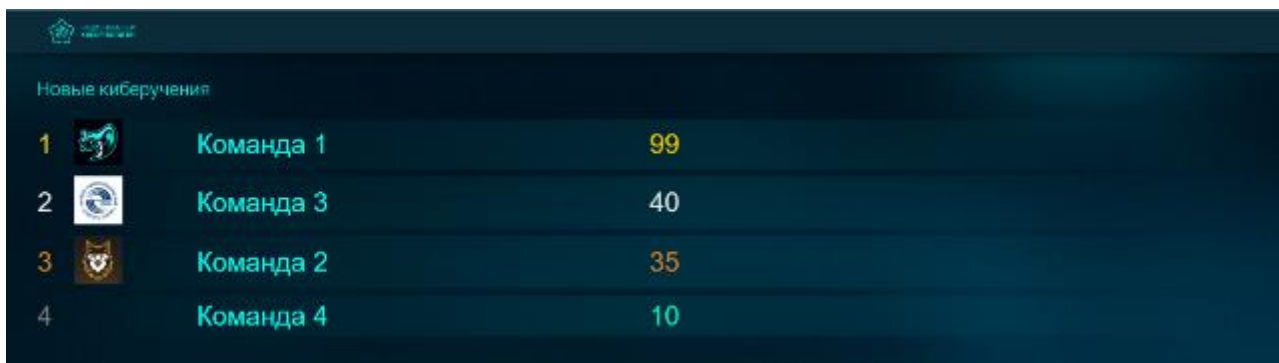 Новые киберучения
1 Команда 1 99
2 Команда 3 40
3 Команда 2 35
4 Команда 4 10